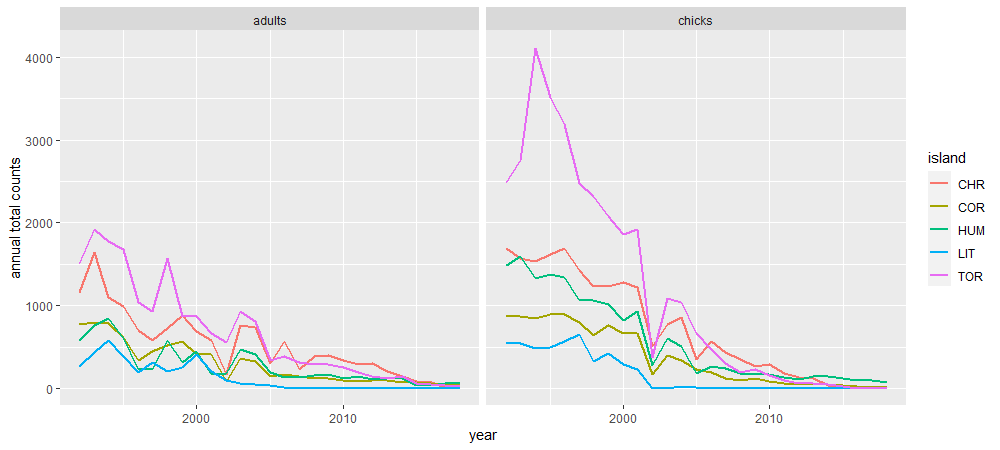 adults
chicks
annual total counts
4000
3000
2000
1000
0
2000
2010
2000
2010
year
island
CHR
COR
HUM
LIT
TOR